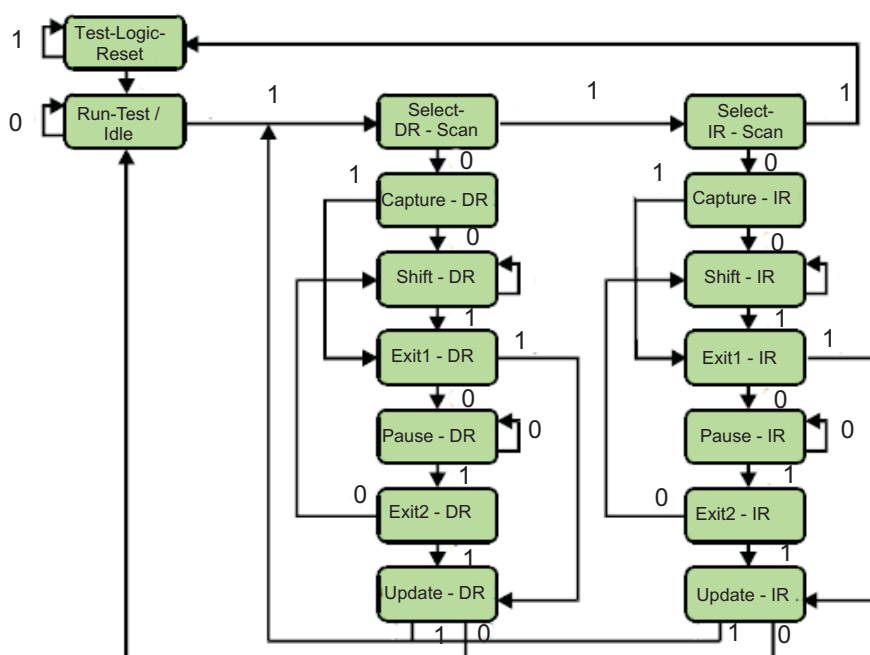 Test-Logic-
Reset
1
Run-Test /
Idle
0
1
Select-
DR - Scan
1
Select-
IR - Scan
1
0
0
1
Capture - DR
1
Capture - IR
0
0
Shift - DR
Shift - IR
1
1
Exit1 - DR
1
Exit1 - IR
1
0
0
Pause - DR
0
Pause - IR
0
1
1
0
Exit2 - DR
0
Exit2 - IR
1
1
Update - DR
Update - IR
1
0
1
0